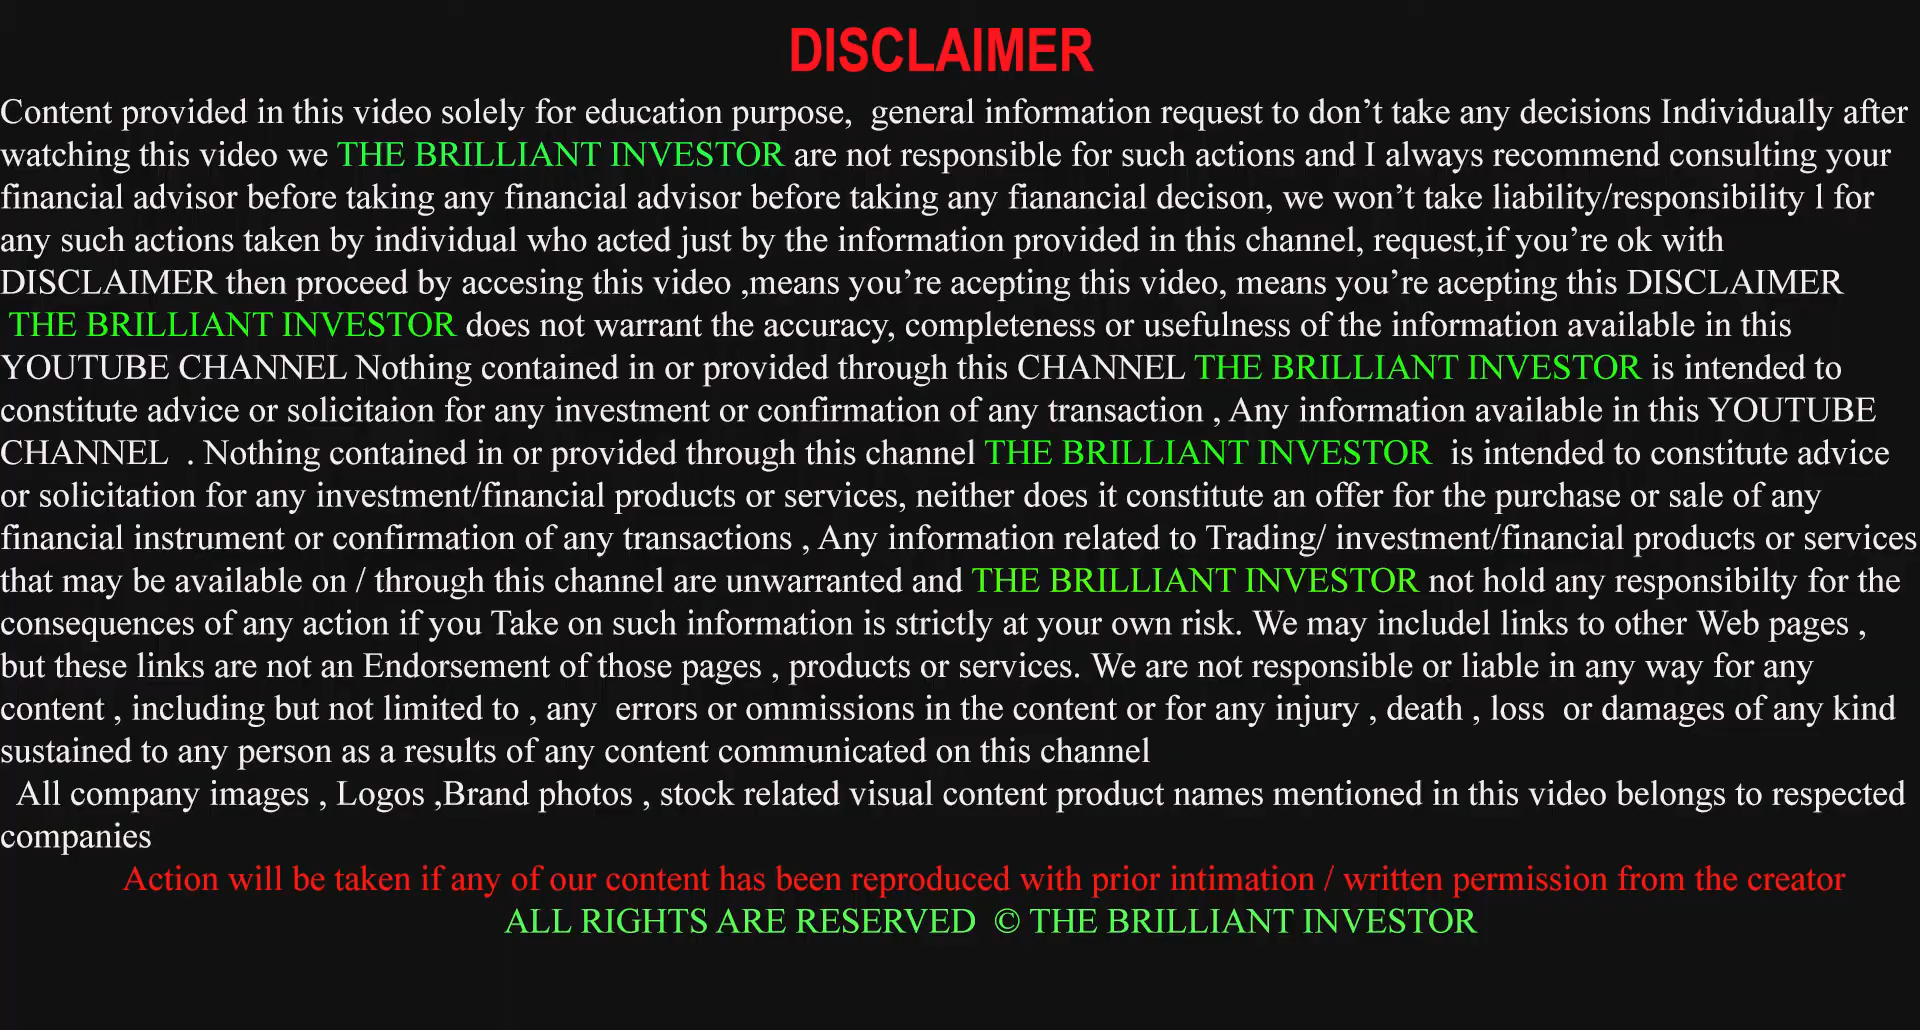 DISCLAIMER
Content provided in this video solely for education purpose,  general information request to don’t take any decisions Individually after
watching this video we THE BRILLIANT INVESTOR are not responsible for such actions and I always recommend consulting your
financial advisor before taking any financial advisor before taking any fianancial decison, we won’t take liability/responsibility l for
any such actions taken by individual who acted just by the information provided in this channel, request,if you’re ok with
DISCLAIMER then proceed by accesing this video ,means you’re acepting this video, means you’re acepting this DISCLAIMER
THE BRILLIANT INVESTOR does not warrant the accuracy, completeness or usefulness of the information available in this
YOUTUBE CHANNEL Nothing contained in or provided through this CHANNEL THE BRILLIANT INVESTOR is intended to
constitute advice or solicitaion for any investment or confirmation of any transaction , Any information available in this YOUTUBE
CHANNEL  . Nothing contained in or provided through this channel THE BRILLIANT INVESTOR  is intended to constitute advice
or solicitation for any investment/financial products or services, neither does it constitute an offer for the purchase or sale of any
financial instrument or confirmation of any transactions , Any information related to Trading/ investment/financial products or services
that may be available on / through this channel are unwarranted and THE BRILLIANT INVESTOR not hold any responsibilty for the
consequences of any action if you Take on such information is strictly at your own risk. We may includel links to other Web pages ,
but these links are not an Endorsement of those pages , products or services. We are not responsible or liable in any way for any
content , including but not limited to , any  errors or ommissions in the content or for any injury , death , loss  or damages of any kind
sustained to any person as a results of any content communicated on this channel
All company images , Logos ,Brand photos , stock related visual content product names mentioned in this video belongs to respected
companies
Action will be taken if any of our content has been reproduced with prior intimation / written permission from the creator
ALL RIGHTS ARE RESERVED  © THE BRILLIANT INVESTOR